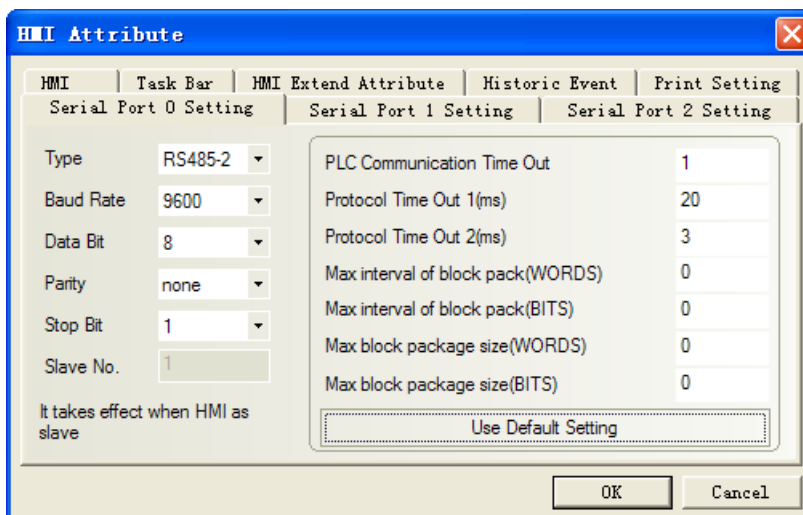 HMI Attribute
HMI Task Bar HMI Extend Attribute Historic Event Print Setting
Serial Port 0 Setting Serial Port 1 Setting Serial Port 2 Setting
Type RS485-2
Baud Rate 9600
Data Bit 8
Parity none
Stop Bit 1
Slave No. 1
It takes effect when HMI as
slave
PLC Communication Time Out 1
Protocol Time Out 1(ms) 20
Protocol Time Out 2(ms) 3
Max interval of block pack(WORDS) 0
Max interval of block pack(BITS) 0
Max block package size(WORDS) 0
Max block package size(BITS) 0
Use Default Setting
OK Cancel